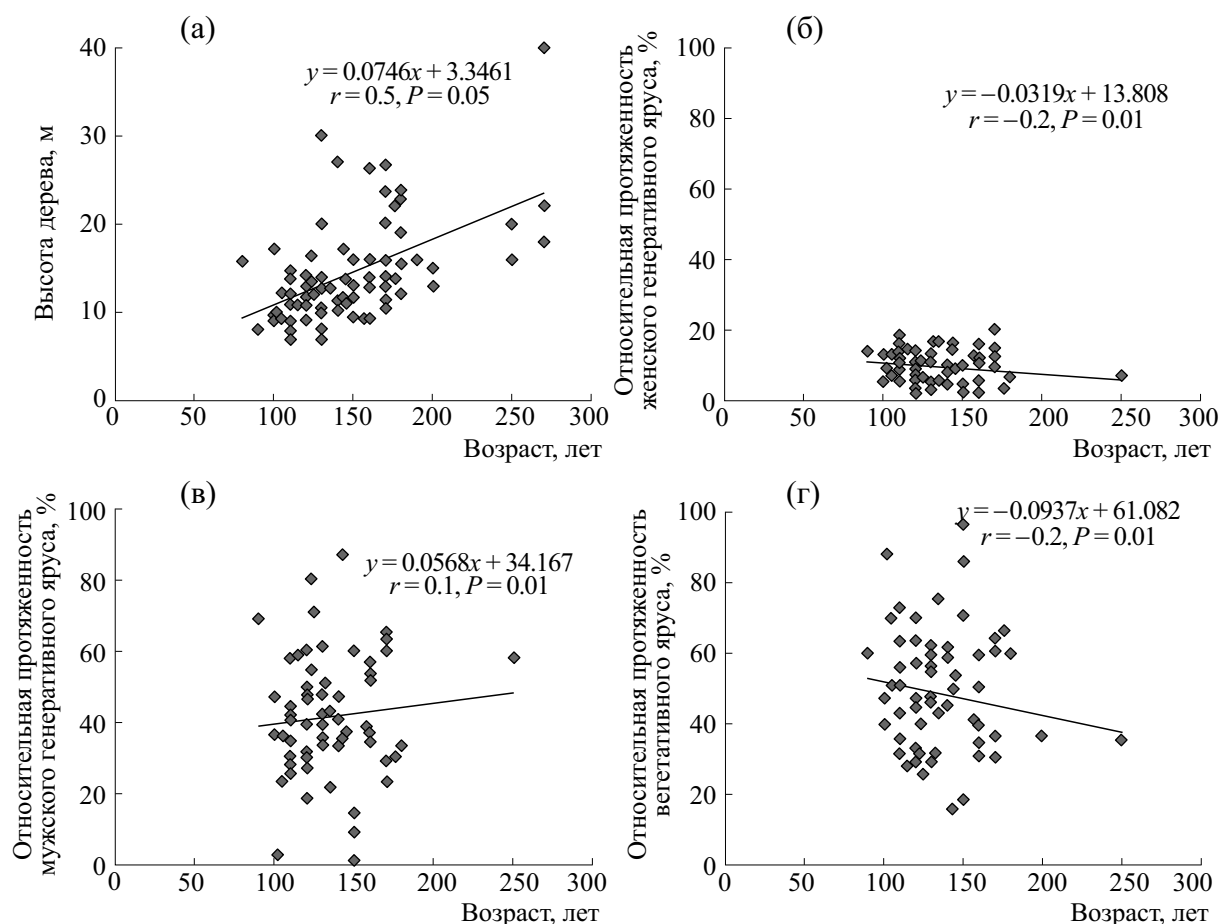 (а)
Высота дерева, м
40
30
20
10
0
y = 0.0746x + 3.3461
r = 0.5, P = 0.05
0 50 100 150 200 250 300
Возраст, лет
(б)
Относительная протяженность
женского генеративного яруса, %
100
80
60
40
20
0
y = −0.0319x + 13.808
r = −0.2, P = 0.01
0 50 100 150 200 250 300
Возраст, лет
(в)
Относительная протяженность
мужского генеративного яруса, %
100
80
60
40
20
0
y = 0.0568x + 34.167
r = 0.1, P = 0.01
0 50 100 150 200 250 300
Возраст, лет
(г)
Относительная протяженность
вегетативного яруса, %
100
80
60
40
20
0
y = −0.0937x + 61.082
r = −0.2, P = 0.01
0 50 100 150 200 250 300
Возраст, лет